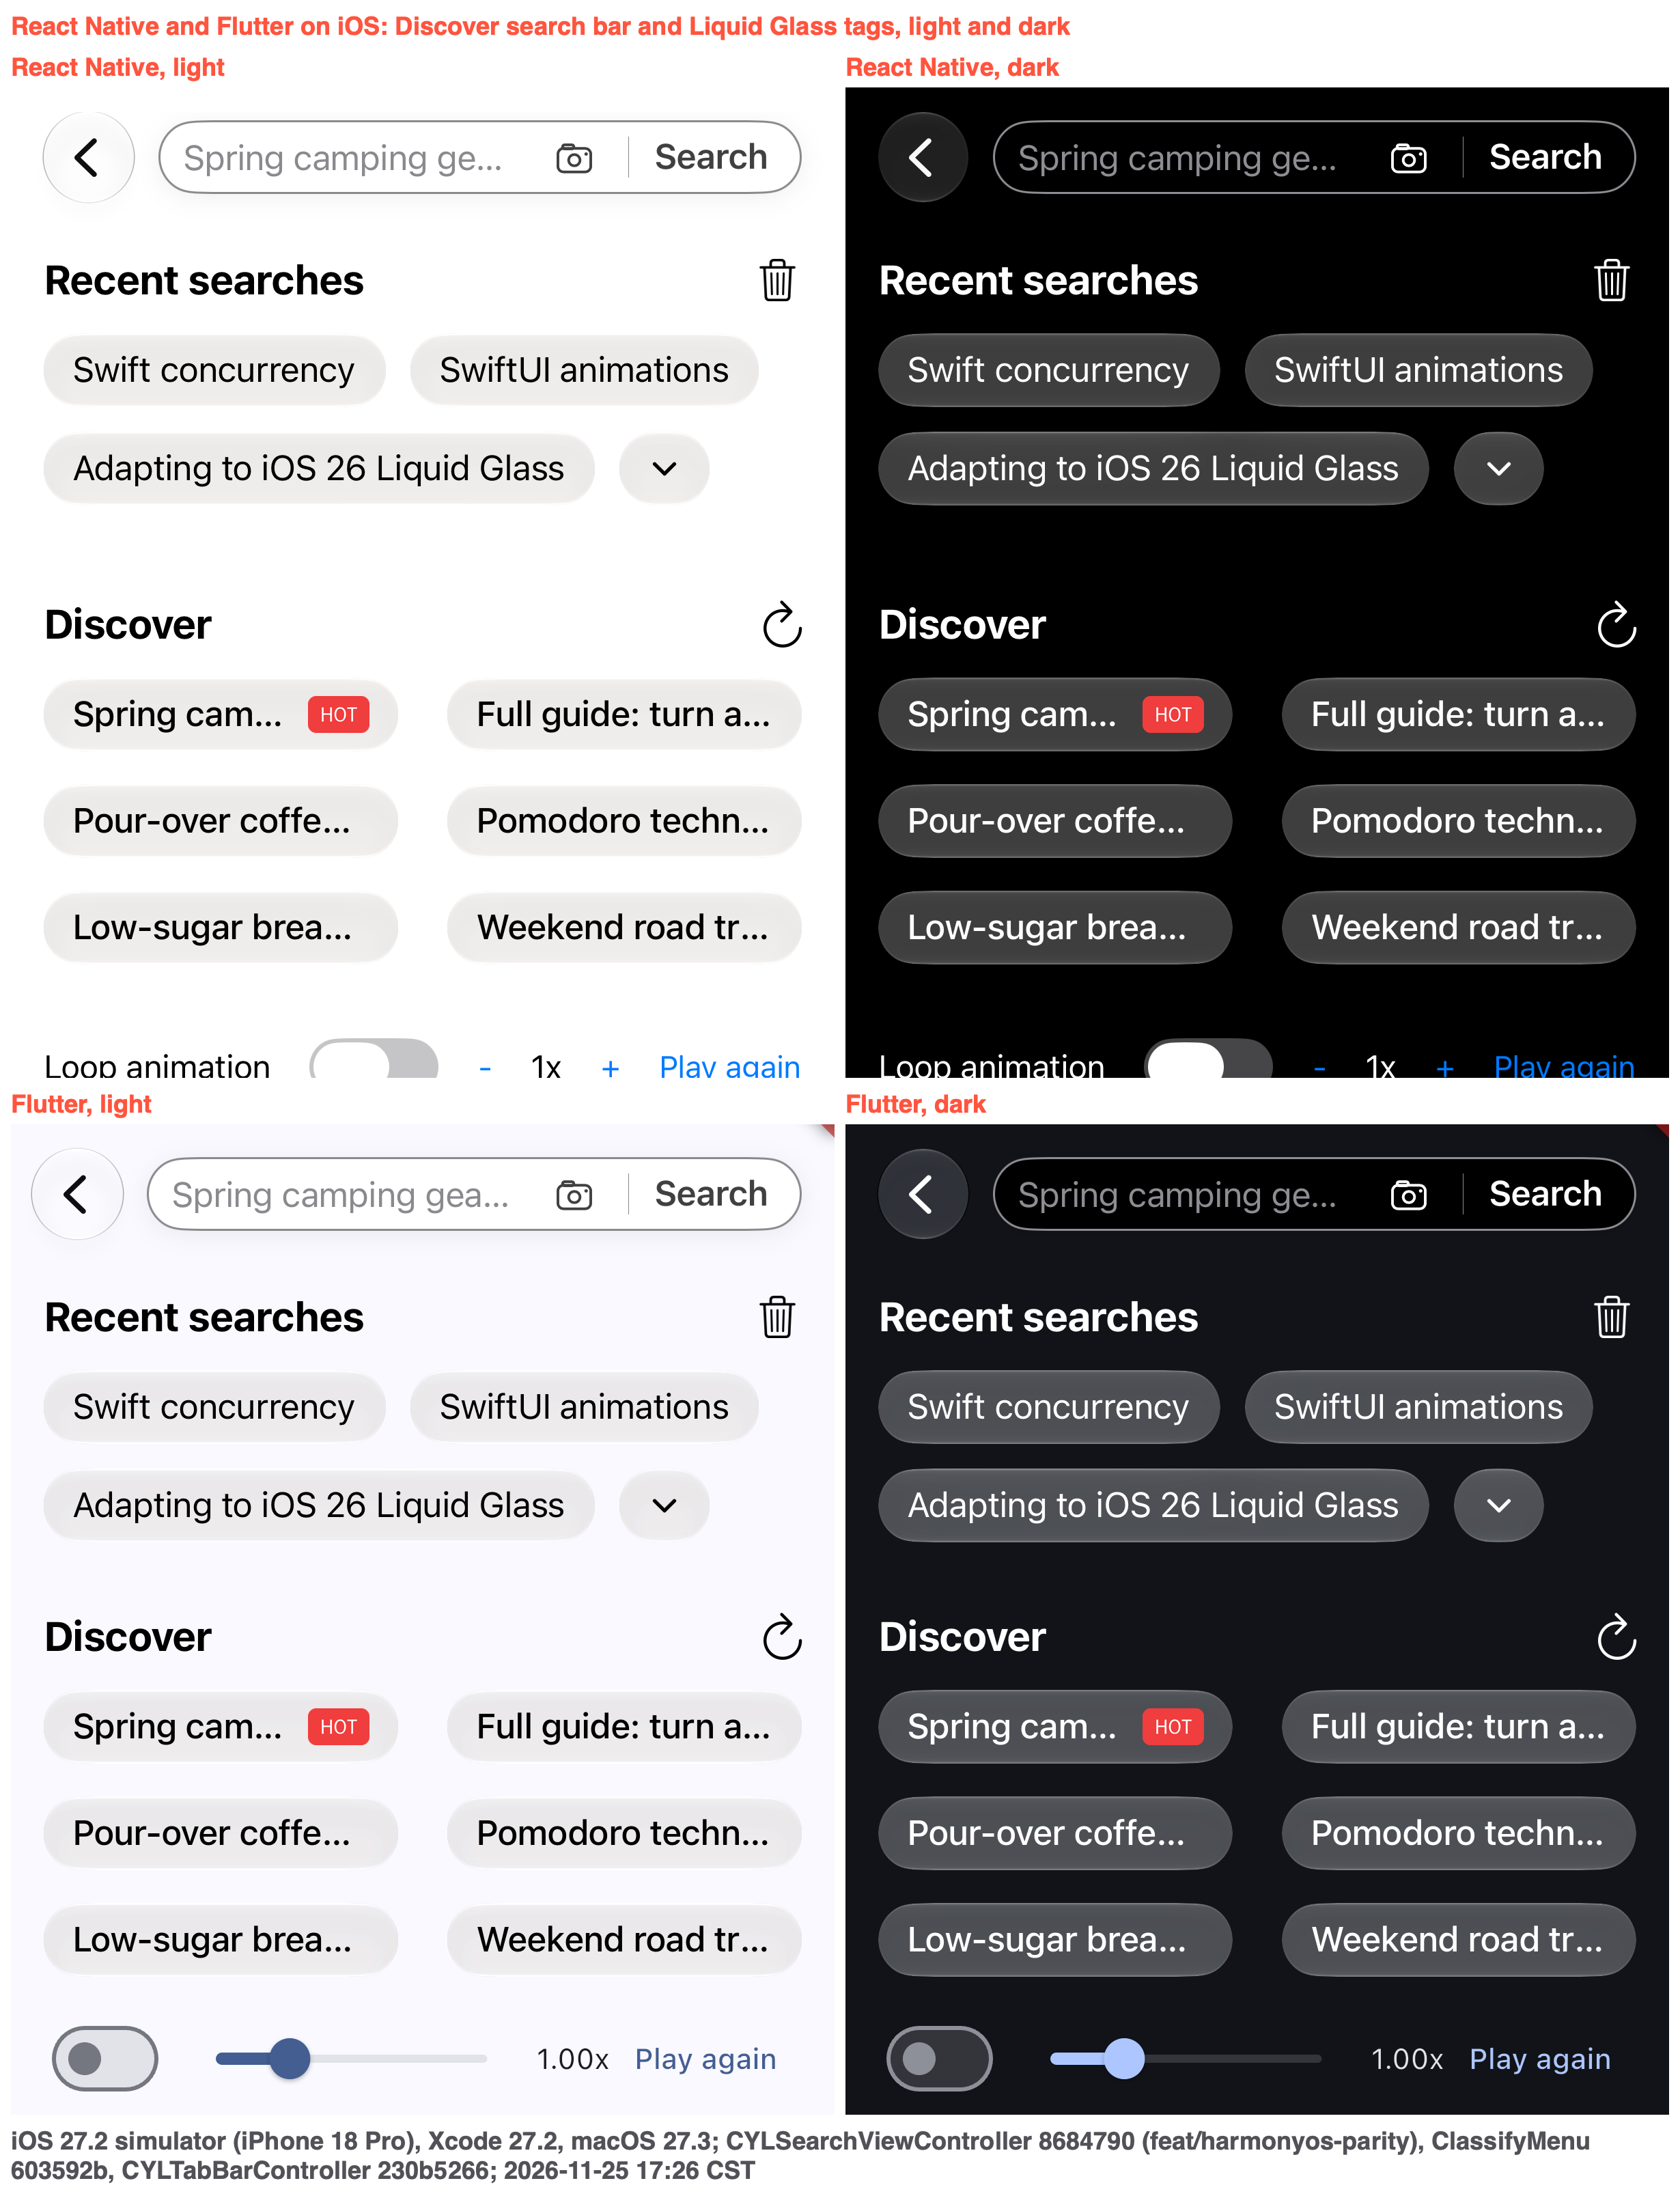 React Native and Flutter on iOS: Discover search bar and Liquid Glass tags, light and dark
React Native, light
Spring camping ge... Search
Recent searches
Swift concurrency SwiftUI animations
Adapting to iOS 26 Liquid Glass
Discover
Spring cam... HOT Full guide: turn a...
Pour-over coffe... Pomodoro techn...
Low-sugar brea... Weekend road tr...
Loop animation - 1x + Play again
React Native, dark
Spring camping ge... Search
Recent searches
Swift concurrency SwiftUI animations
Adapting to iOS 26 Liquid Glass
Discover
Spring cam... HOT Full guide: turn a...
Pour-over coffe... Pomodoro techn...
Low-sugar brea... Weekend road tr...
Loop animation - 1x + Play again
Flutter, light
Spring camping gea... Search
Recent searches
Swift concurrency SwiftUI animations
Adapting to iOS 26 Liquid Glass
Discover
Spring cam... HOT Full guide: turn a...
Pour-over coffe... Pomodoro techn...
Low-sugar brea... Weekend road tr...
1.00x Play again
Flutter, dark
Spring camping ge... Search
Recent searches
Swift concurrency SwiftUI animations
Adapting to iOS 26 Liquid Glass
Discover
Spring cam... HOT Full guide: turn a...
Pour-over coffe... Pomodoro techn...
Low-sugar brea... Weekend road tr...
1.00x Play again
iOS 27.2 simulator (iPhone 18 Pro), Xcode 27.2, macOS 27.3; CYLSearchViewController 8684790 (feat/harmonyos-parity), ClassifyMenu
603592b, CYLTabBarController 230b5266; 2026-11-25 17:26 CST